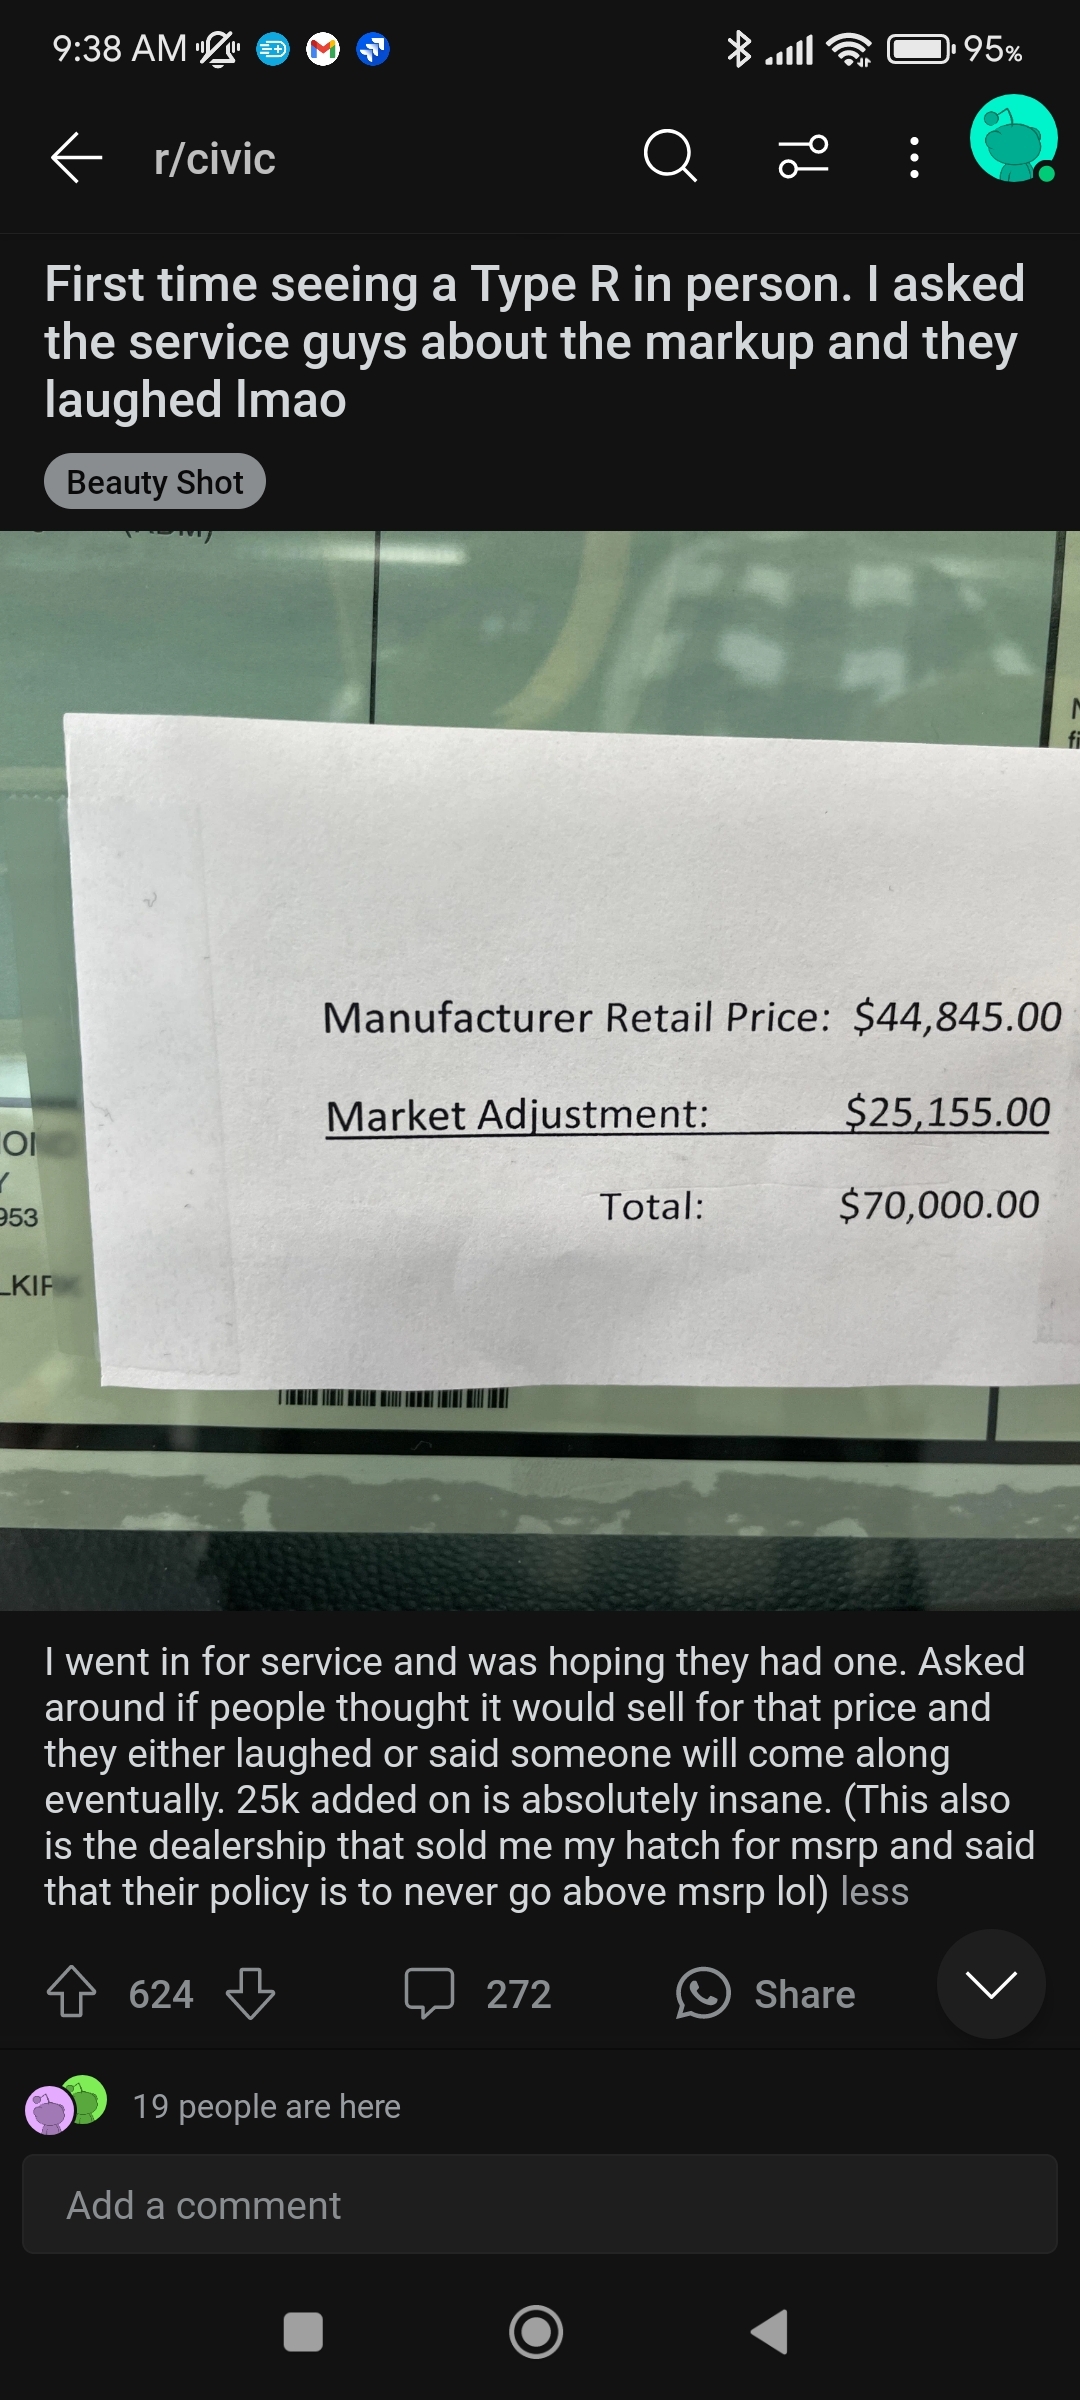 9:38 AM
95%
r/civic
First time seeing a Type R in person. I asked
the service guys about the markup and they
laughed lmao
Beauty Shot
Manufacturer Retail Price: $44,845.00
Market Adjustment: $25,155.00
Total: $70,000.00
953
I went in for service and was hoping they had one. Asked
around if people thought it would sell for that price and
they either laughed or said someone will come along
eventually. 25k added on is absolutely insane. (This also
is the dealership that sold me my hatch for msrp and said
that their policy is to never go above msrp lol) less
624
272
Share
19 people are here
Add a comment